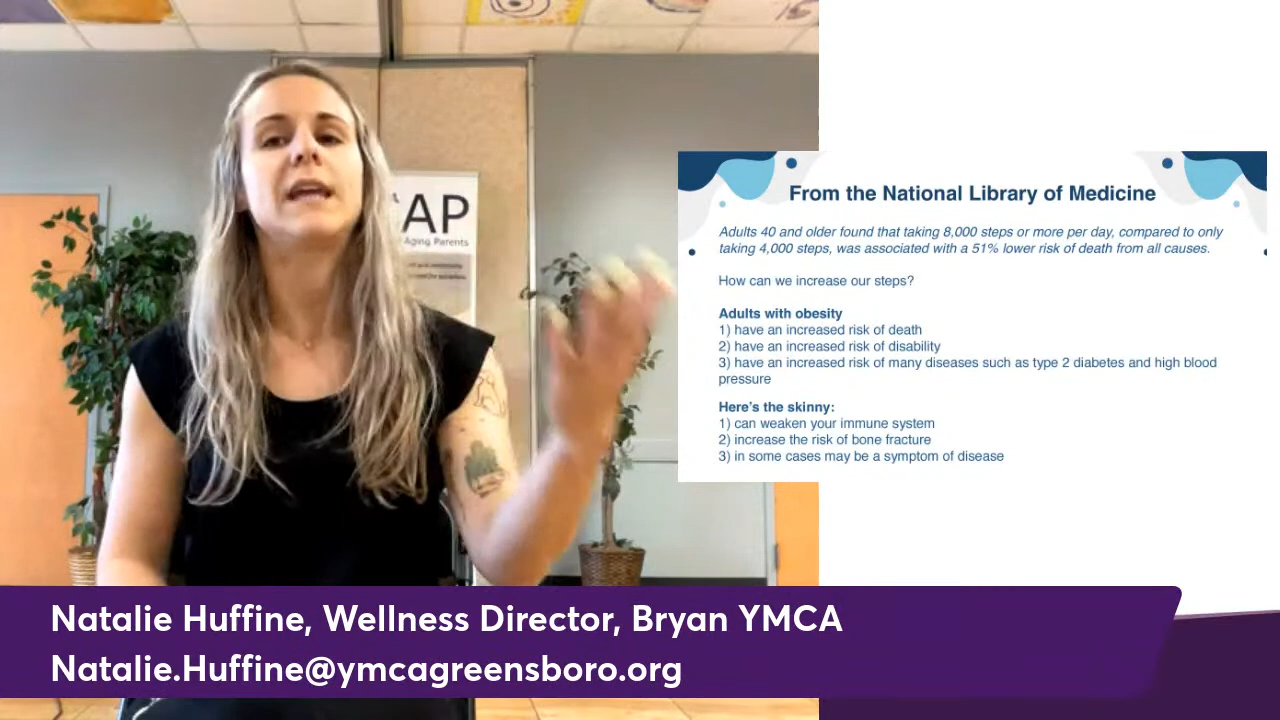 AP
Aging Parents
From the National Library of Medicine
Adults 40 and older found that taking 8,000 steps or more per day, compared to only
taking 4,000 steps, was associated with a 51% lower risk of death from all causes.
How can we increase our steps?
Adults with obesity
1) have an increased risk of death
2) have an increased risk of disability
3) have an increased risk of many diseases such as type 2 diabetes and high blood
pressure
Here's the skinny:
1) can weaken your immune system
2) increase the risk of bone fracture
3) in some cases may be a symptom of disease
Natalie Huffine, Wellness Director, Bryan YMCA
Natalie.Huffine@ymcagreensboro.org